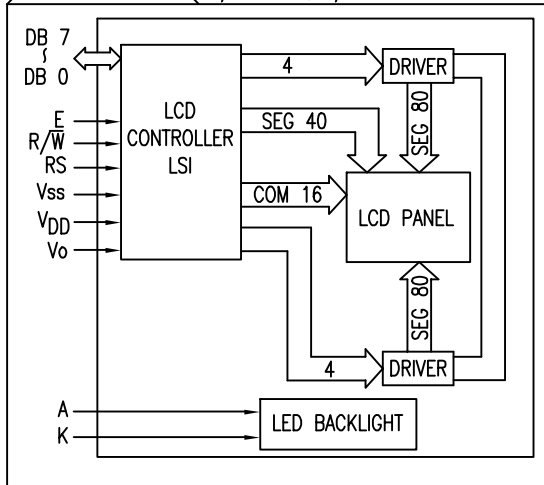 DB 7
~
DB 0
E
R/W̅
RS
Vss
VDD
Vo
A
K
LCD
CONTROLLER
LSI
4
SEG 40
COM 16
4
DRIVER
SEG 80
LCD PANEL
SEG 80
DRIVER
LED BACKLIGHT